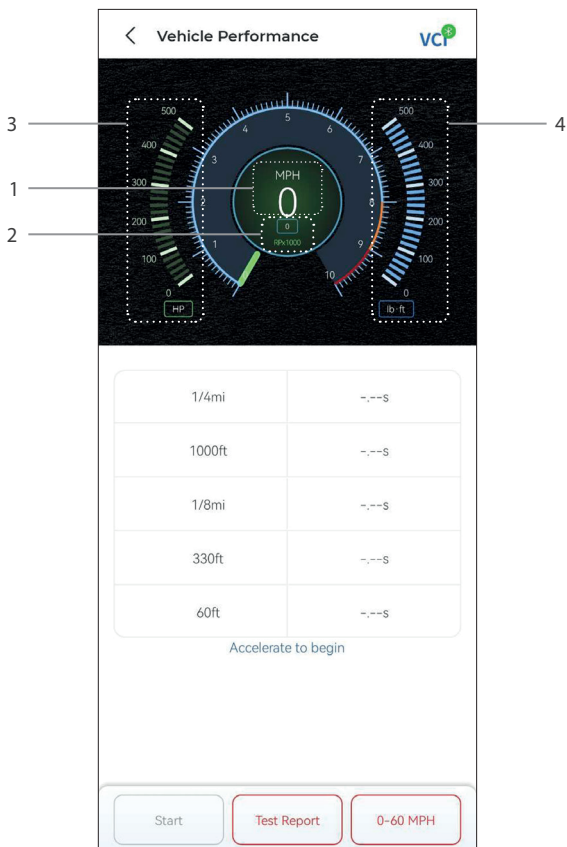 Vehicle Performance
VCI
500
400
300
200
100
0
HP
1
2
3
4
5
6
7
8
9
10
MPH
0
0
RPx1000
500
400
300
200
100
0
lb·ft
3
1
2
4
1/4mi -.--s
1000ft -.--s
1/8mi -.--s
330ft -.--s
60ft -.--s
Accelerate to begin
Start
Test Report
0-60 MPH